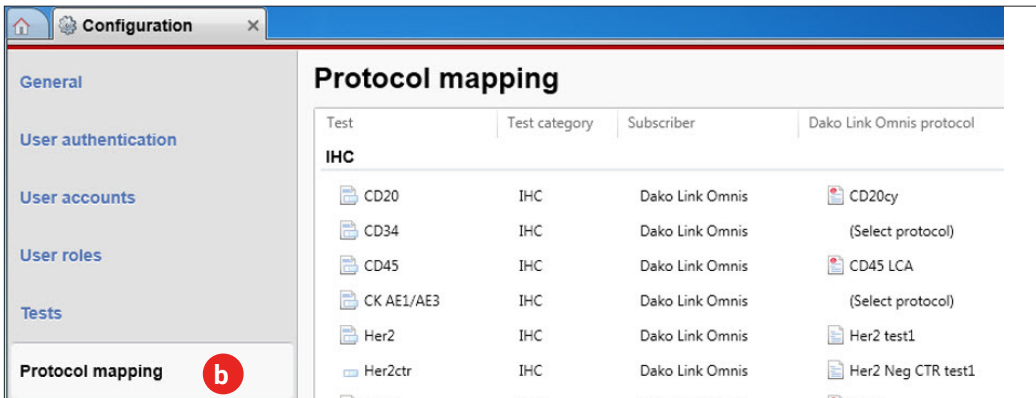 Configuration ×
General
User authentication
User accounts
User roles
Tests
Protocol mapping b
Protocol mapping
Test Test category Subscriber Dako Link Omnis protocol
IHC
CD20 IHC Dako Link Omnis CD20cy
CD34 IHC Dako Link Omnis (Select protocol)
CD45 IHC Dako Link Omnis CD45 LCA
CK AE1/AE3 IHC Dako Link Omnis (Select protocol)
Her2 IHC Dako Link Omnis Her2 test1
Her2ctr IHC Dako Link Omnis Her2 Neg CTR test1